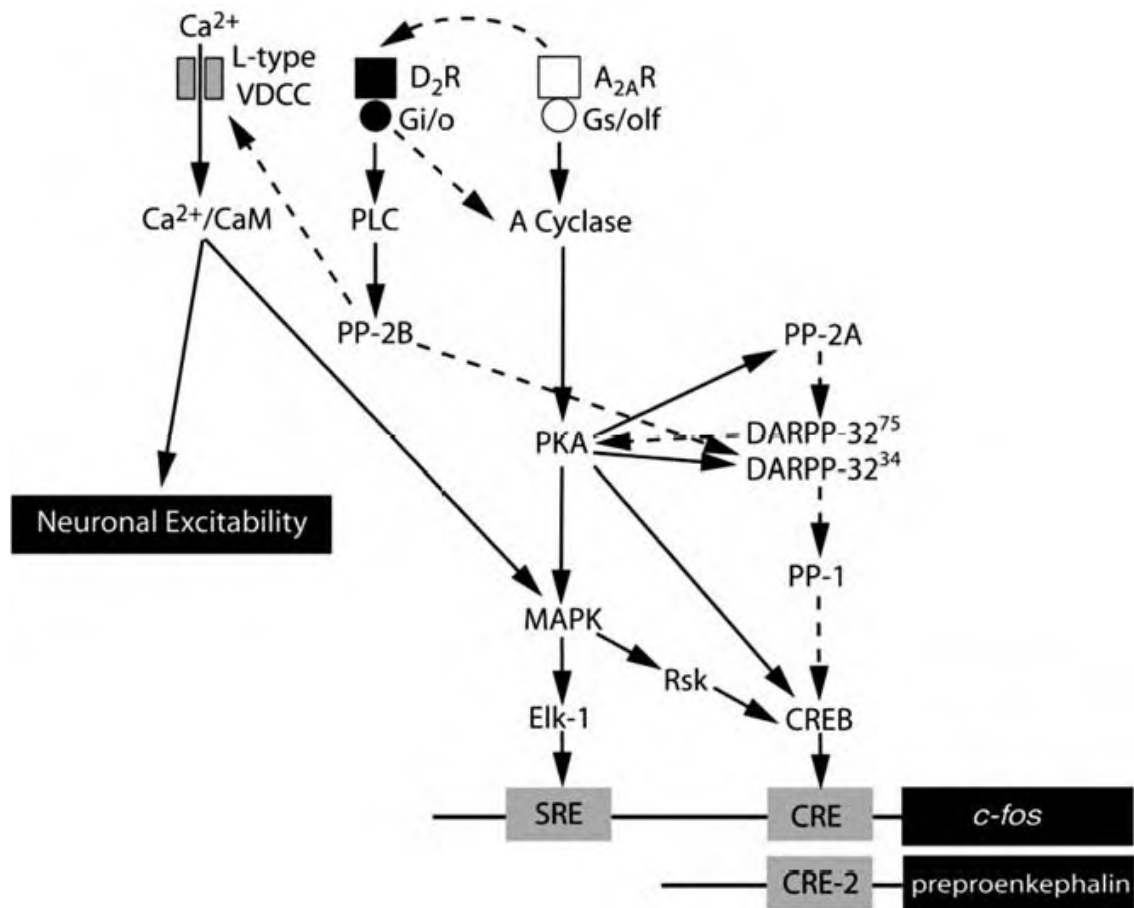 Ca²⁺
L-type
VDCC
D₂R
A₂AR
Gi/o
Gs/olf
Ca²⁺/CaM
PLC
A Cyclase
PP-2B
PP-2A
DARPP-32⁷⁵
PKA
DARPP-32³⁴
Neuronal Excitability
PP-1
MAPK
Rsk
Elk-1
CREB
SRE
CRE
c-fos
CRE-2
preproenkephalin